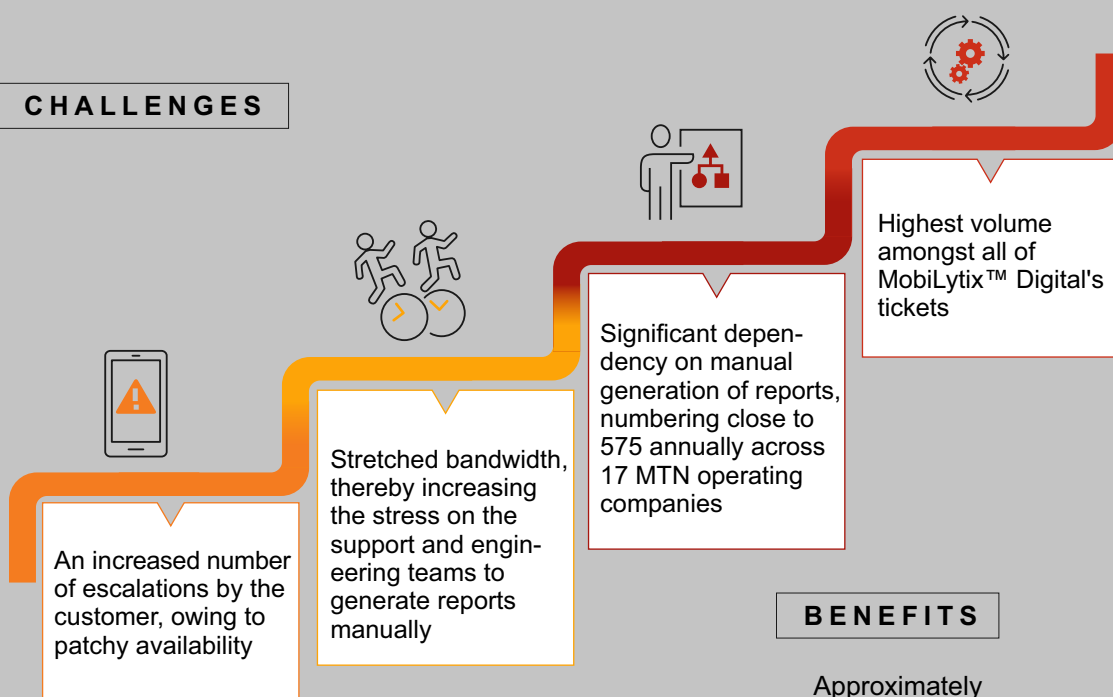 CHALLENGES
An increased number
of escalations by the
customer, owing to
patchy availability
Stretched bandwidth,
thereby increasing
the stress on the
support and engin-
eering teams to
generate reports
manually
Significant depen-
dency on manual
generation of reports,
numbering close to
575 annually across
17 MTN operating
companies
Highest volume
amongst all of
MobiLytix™ Digital's
tickets
BENEFITS
Approximately